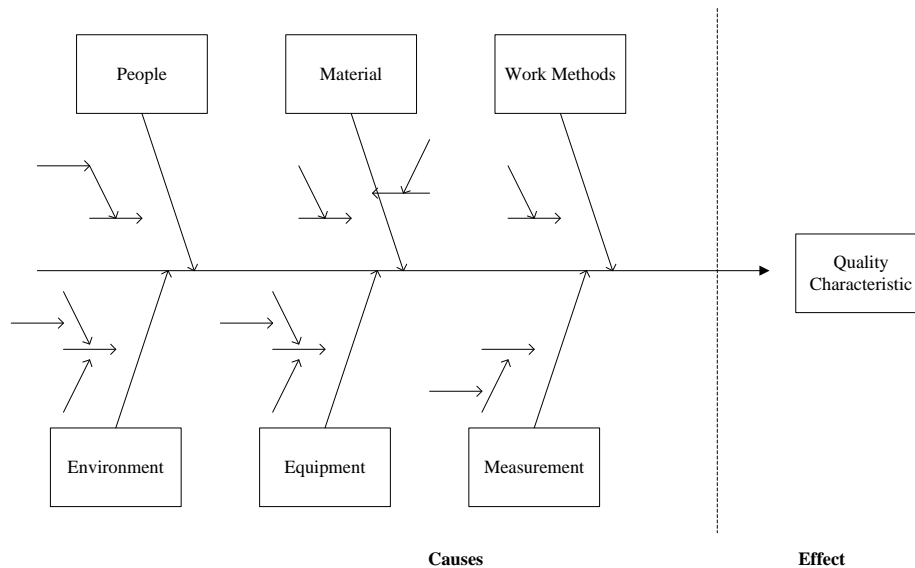 People
Material
Work Methods
Quality
Characteristic
Environment
Equipment
Measurement
Causes
Effect